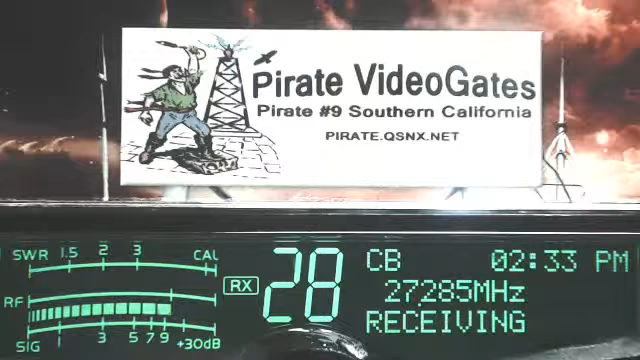 Pirate VideoGates
Pirate #9 Southern California
PIRATE.QSNX.NET
SWR 1.5 2 3 CAL
RX 28 CB 02:33 PM
RF 27285MHz
RECEIVING
SIG 1 3 5 7 9 +30dB